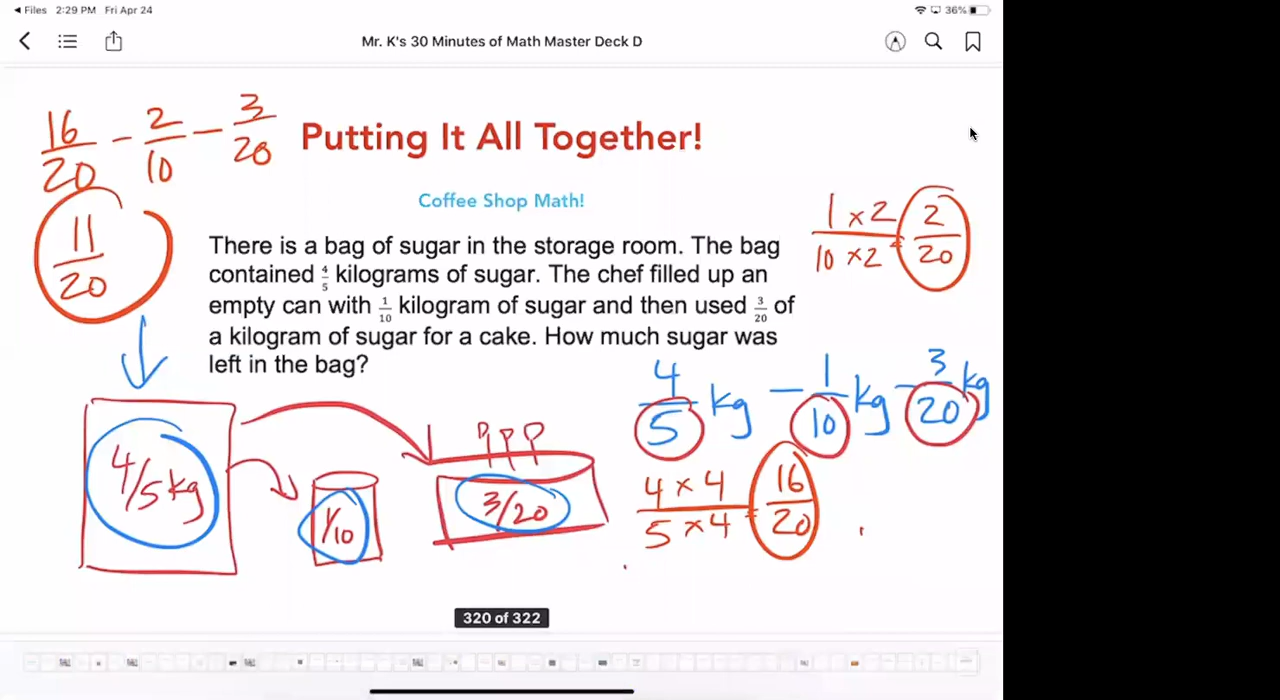 Files 2:29 PM Fri Apr 24 36%
Mr. K's 30 Minutes of Math Master Deck D
16/20 - 2/10 - 3/20
Putting It All Together!
Coffee Shop Math!
11/20
1 × 2 / 10 × 2 = 2/20
There is a bag of sugar in the storage room. The bag
contained 4/5 kilograms of sugar. The chef filled up an
empty can with 1/10 kilogram of sugar and then used 3/20 of
a kilogram of sugar for a cake. How much sugar was
left in the bag?
4/5 kg - 1/10 kg - 3/20 kg
4/5 kg
1/10
3/20
4 × 4 / 5 × 4 = 16/20
320 of 322